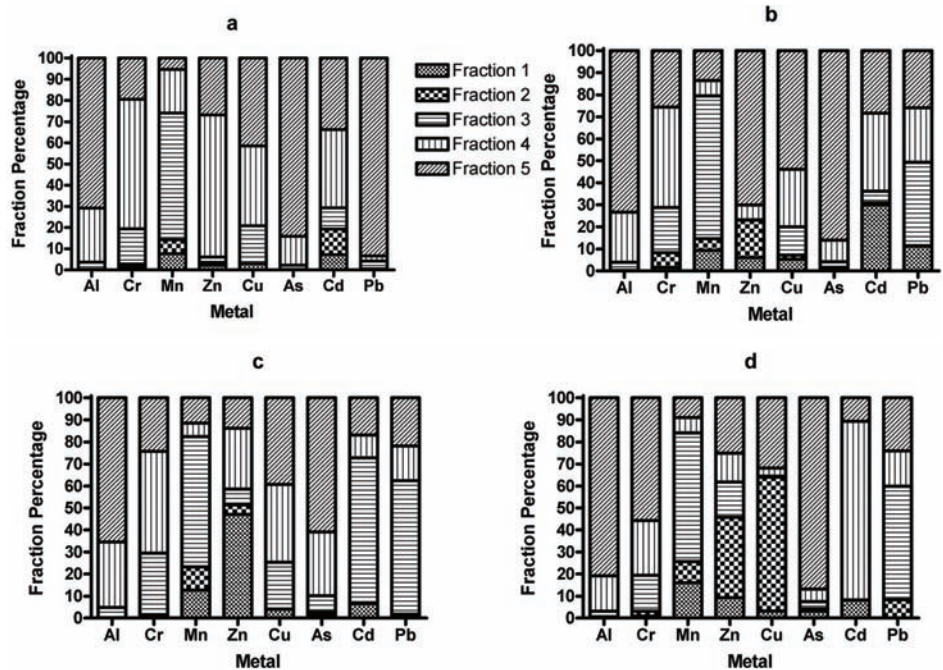 a
100
90
80
70
60
50
40
30
20
10
0
Fraction Percentage
Al Cr Mn Zn Cu As Cd Pb
Metal
Fraction 1
Fraction 2
Fraction 3
Fraction 4
Fraction 5
b
100
90
80
70
60
50
40
30
20
10
0
Fraction Percentage
Al Cr Mn Zn Cu As Cd Pb
Metal
c
100
90
80
70
60
50
40
30
20
10
0
Fraction Percentage
Al Cr Mn Zn Cu As Cd Pb
Metal
d
100
90
80
70
60
50
40
30
20
10
0
Fraction Percentage
Al Cr Mn Zn Cu As Cd Pb
Metal